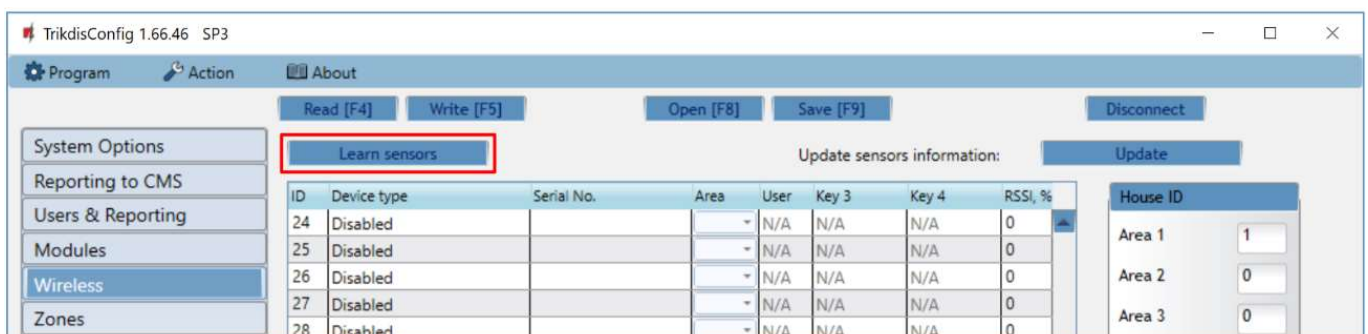 TrikdisConfig 1.66.46 SP3
Program Action About
Read [F4] Write [F5] Open [F8] Save [F9] Disconnect
System Options
Reporting to CMS
Users & Reporting
Modules
Wireless
Zones
Learn sensors Update sensors information: Update
ID Device type Serial No. Area User Key 3 Key 4 RSSI, %
24 Disabled N/A N/A N/A 0
25 Disabled N/A N/A N/A 0
26 Disabled N/A N/A N/A 0
27 Disabled N/A N/A N/A 0
28 Disabled N/A N/A N/A 0
House ID
Area 1 1
Area 2 0
Area 3 0